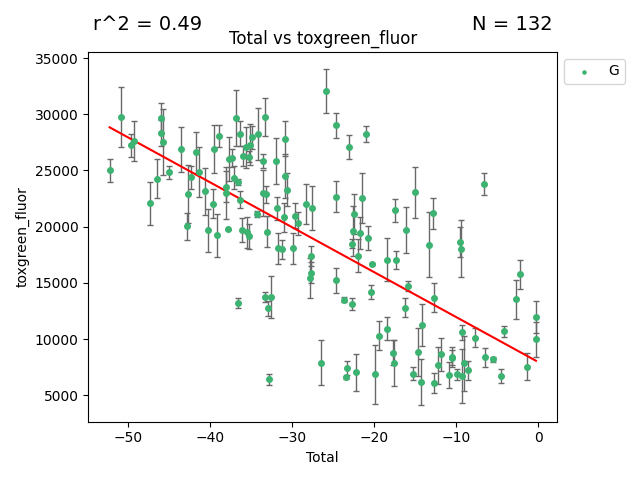 r^2 = 0.49 N = 132
Total vs toxgreen_fluor
35000
30000
25000
20000
15000
10000
5000
toxgreen_fluor
−50 −40 −30 −20 −10 0
Total
G